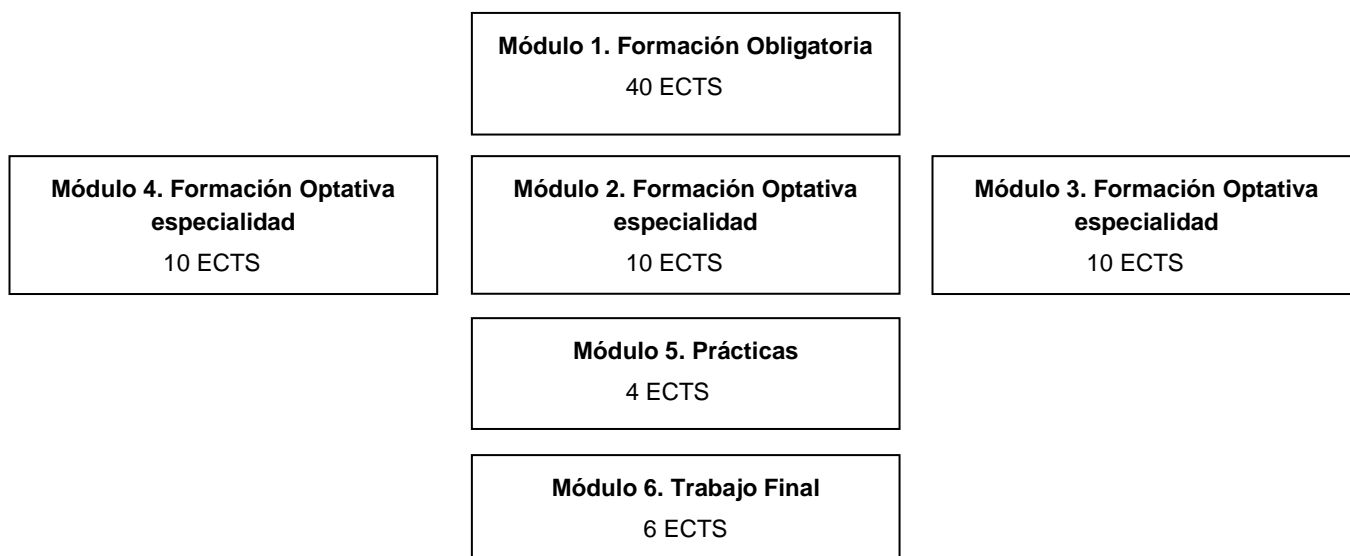 Módulo 1. Formación Obligatoria
40 ECTS
Módulo 4. Formación Optativa
especialidad
10 ECTS
Módulo 2. Formación Optativa
especialidad
10 ECTS
Módulo 3. Formación Optativa
especialidad
10 ECTS
Módulo 5. Prácticas
4 ECTS
Módulo 6. Trabajo Final
6 ECTS